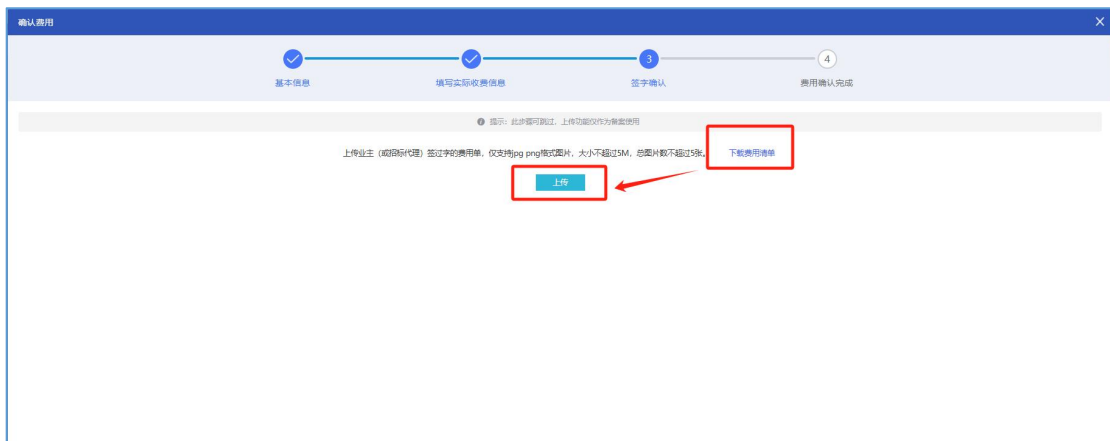 确认费用
3
4
基本信息
填写实际收费信息
签字确认
费用确认完成
提示：此步骤可跳过，上传功能仅作为备案使用
上传业主（或招标代理）签过字的费用单，仅支持jpg png格式图片，大小不超过5M，总图片数不超过5张。 下载费用清单
上传